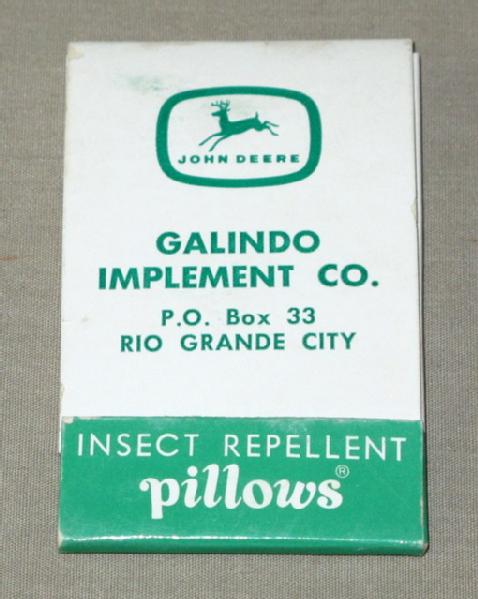 JOHN DEERE
GALINDO
IMPLEMENT CO.
P.O. Box 33
RIO GRANDE CITY
INSECT REPELLENT
pillows®